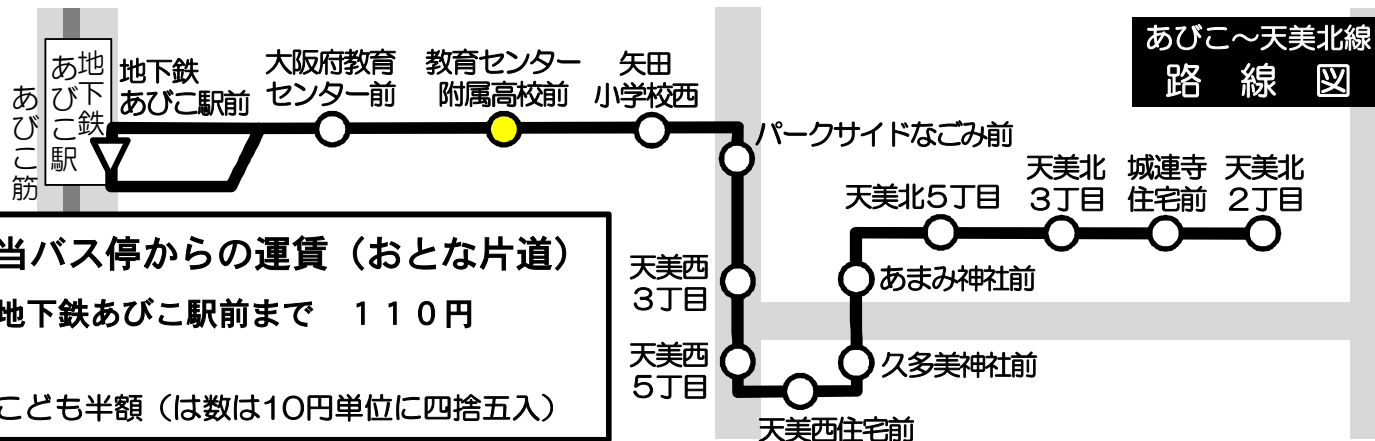 あびこ～天美北線
路線図
あびこ筋
地下鉄
あびこ駅
地下鉄
あびこ駅前
大阪府教育
センター前
教育センター
附属高校前
矢田
小学校西
パークサイドなごみ前
天美西
3丁目
天美西
5丁目
天美西住宅前
久多美神社前
あまみ神社前
天美北5丁目
天美北
3丁目
城連寺
住宅前
天美北
2丁目
当バス停からの運賃（おとな片道）
地下鉄あびこ駅前まで　１１０円
こども半額（は数は10円単位に四捨五入）